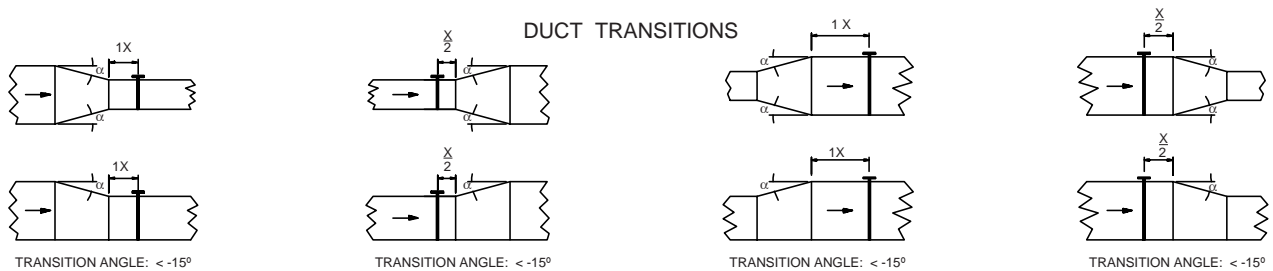 DUCT TRANSITIONS
1X
α
α
X
2
α
α
1 X
α
α
X
2
α
α
1X
α
X
2
α
1X
α
X
2
α
TRANSITION ANGLE: < -15º
TRANSITION ANGLE: < -15º
TRANSITION ANGLE: < -15º
TRANSITION ANGLE: < -15º